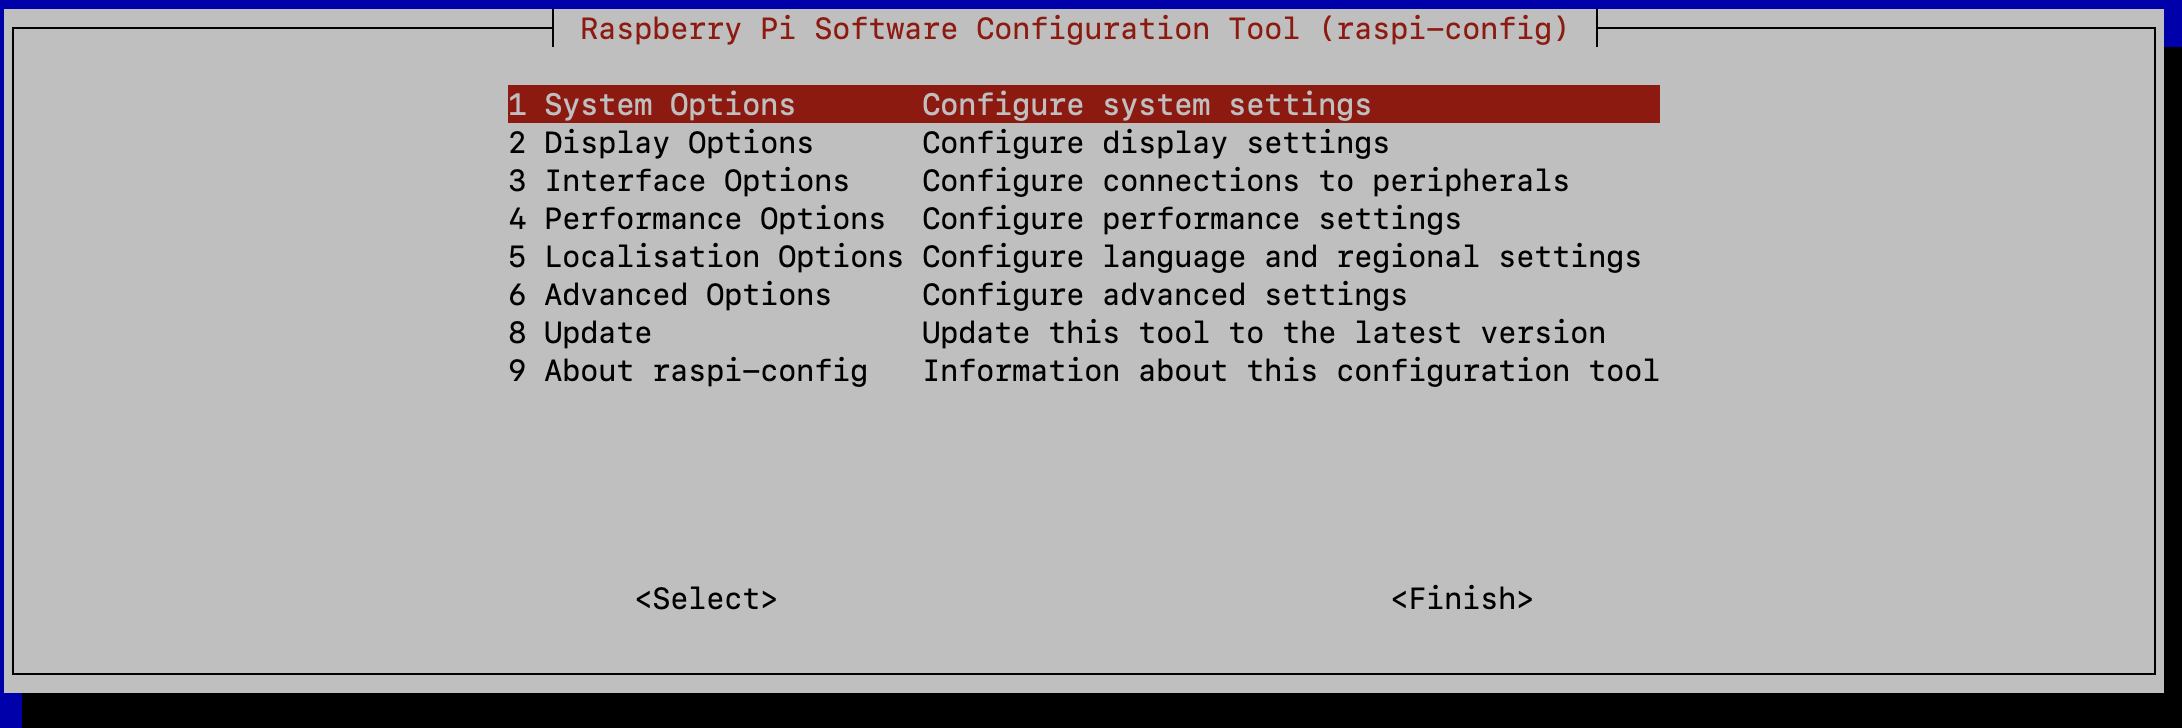 Raspberry Pi Software Configuration Tool (raspi-config)
1 System Options Configure system settings
2 Display Options Configure display settings
3 Interface Options Configure connections to peripherals
4 Performance Options Configure performance settings
5 Localisation Options Configure language and regional settings
6 Advanced Options Configure advanced settings
8 Update Update this tool to the latest version
9 About raspi-config Information about this configuration tool
<Select> <Finish>